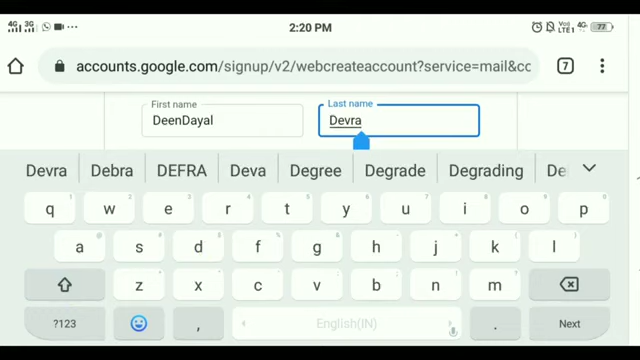 4G 3G 2:20 PM Vo) LTE1 4G 77
accounts.google.com/signup/v2/webcreateaccount?service=mail&cc 7
First name Last name
DeenDayal Devra
Devra Debra DEFRA Deva Degree Degrade Degrading De
q 1 w 2 e 3 r 4 t 5 y 6 u 7 i 8 o 9 p 0
a @ s # d & f * g - h + j = k ( l )
z x c v b n m
?123 , English(IN) . Next